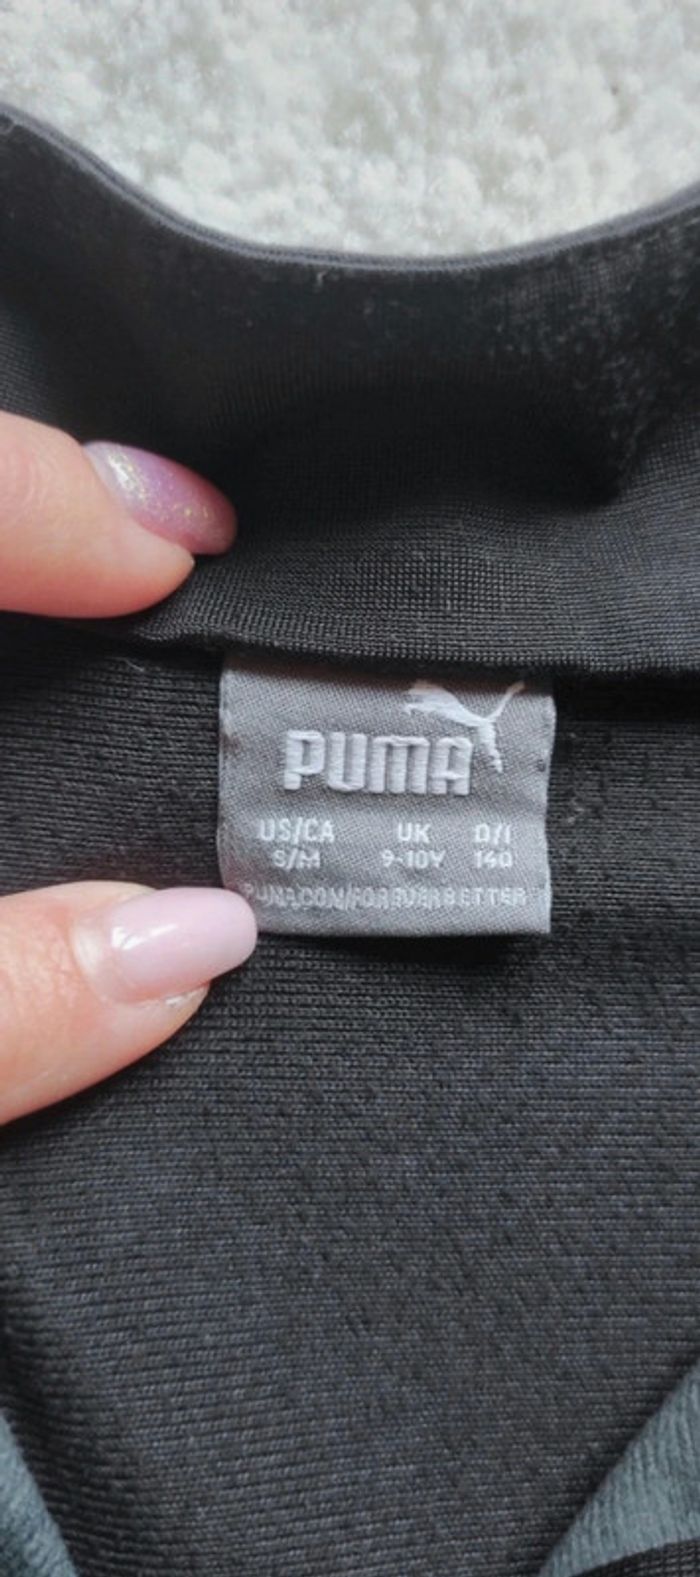 PUMA
US/CA UK D/I
S/M 9-10Y 140
PUMA.COM/FOREVERBETTER